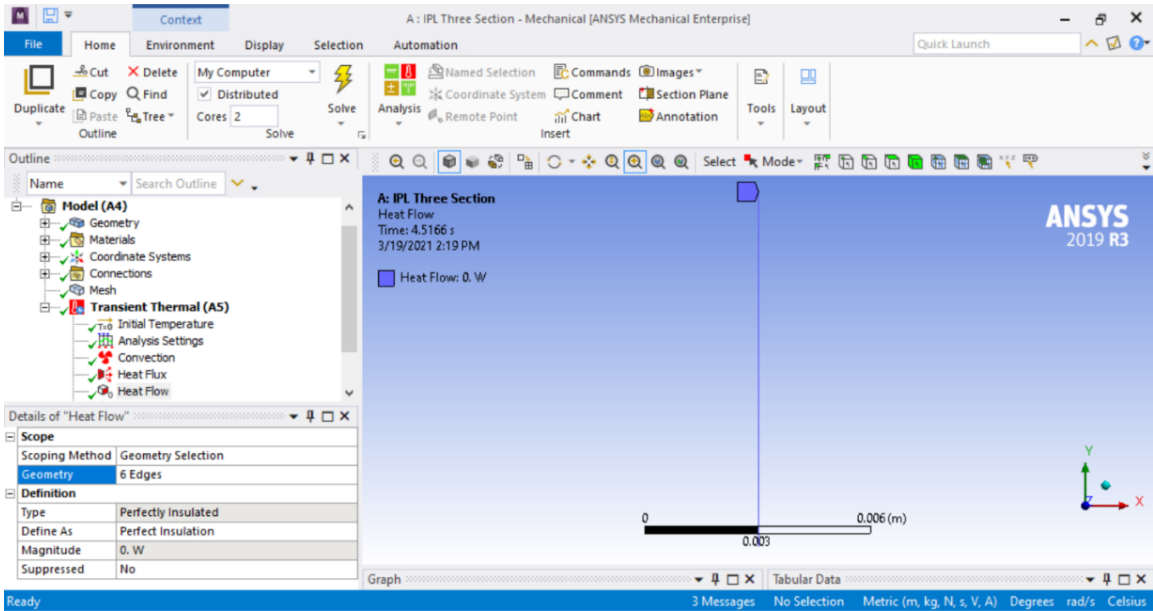 M
Context
A : IPL Three Section - Mechanical [ANSYS Mechanical Enterprise]
File Home Environment Display Selection Automation Quick Launch
Duplicate
Cut
Copy
Paste
Delete
Find
Tree
Outline
My Computer
Distributed
Cores 2
Solve
Solve
Analysis
Named Selection
Coordinate System
Remote Point
Commands
Comment
Chart
Images
Section Plane
Annotation
Insert
Tools
Layout
Outline
Name Search Outline
Model (A4)
Geometry
Materials
Coordinate Systems
Connections
Mesh
Transient Thermal (A5)
T=0 Initial Temperature
Analysis Settings
Convection
Heat Flux
Heat Flow
Details of "Heat Flow"
Scope
Scoping Method Geometry Selection
Geometry 6 Edges
Definition
Type Perfectly Insulated
Define As Perfect Insulation
Magnitude 0. W
Suppressed No
Select Mode
A: IPL Three Section
Heat Flow
Time: 4.5166 s
3/19/2021 2:19 PM
Heat Flow: 0. W
ANSYS
2019 R3
Y
X
Z
0 0.006 (m)
0.003
Graph
Tabular Data
Ready 3 Messages No Selection Metric (m, kg, N, s, V, A) Degrees rad/s Celsius